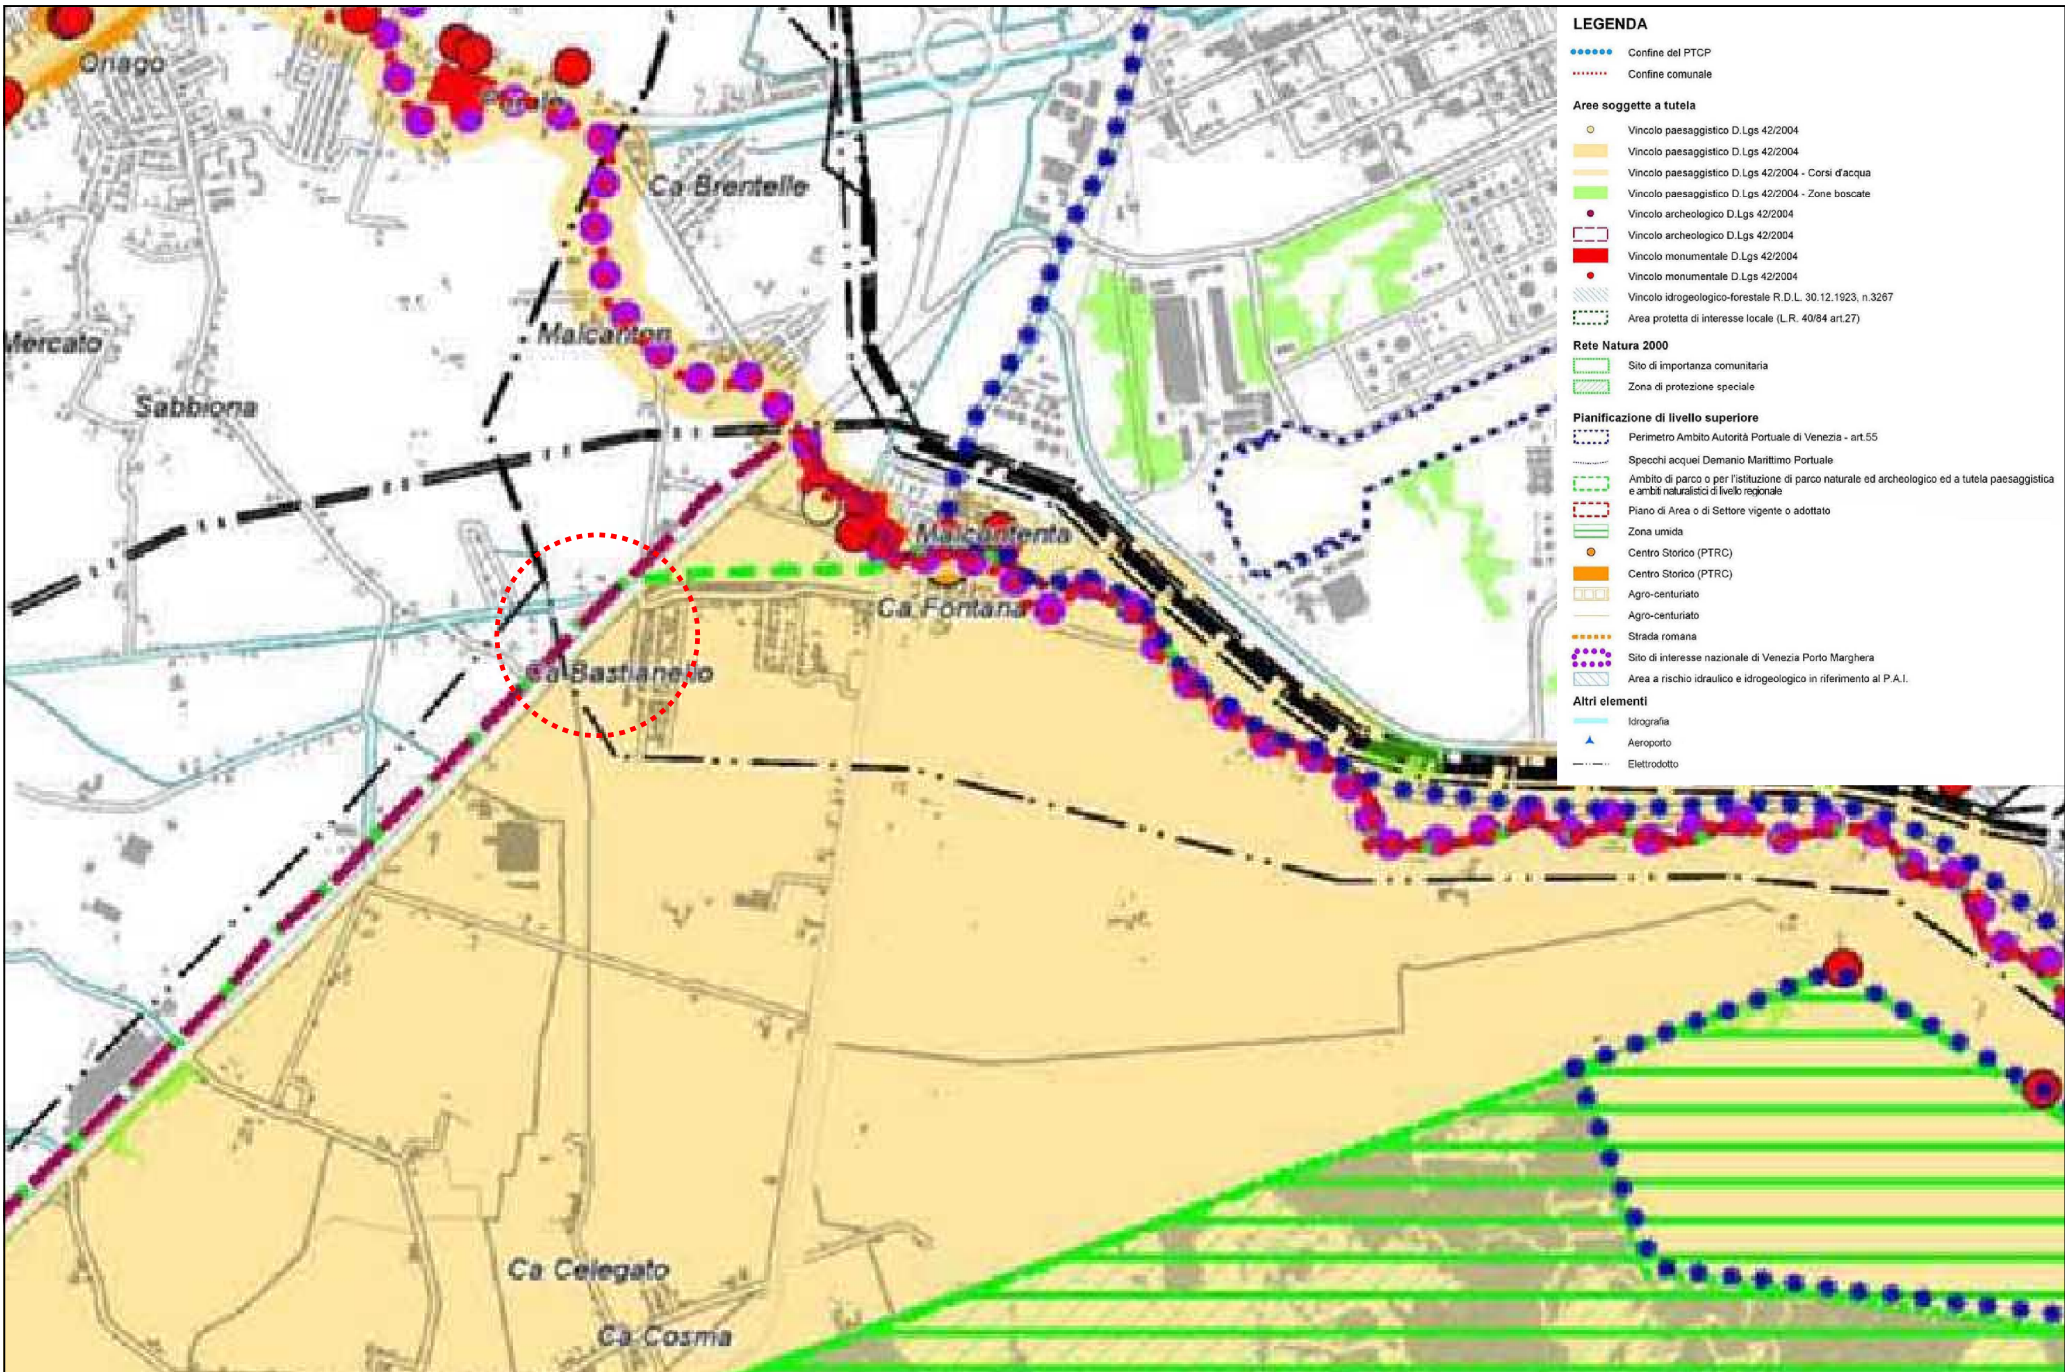 Oriago
Ca Brentelle
Malcanton
Mercato
Sabbiona
Malcontenta
Ca Fontana
Ca Bastianello
Ca Celegato
Ca Cosma
LEGENDA
Confine del PTCP
Confine comunale
Aree soggette a tutela
Vincolo paesaggistico D.Lgs 42/2004
Vincolo paesaggistico D.Lgs 42/2004
Vincolo paesaggistico D.Lgs 42/2004 - Corsi d'acqua
Vincolo paesaggistico D.Lgs 42/2004 - Zone boscate
Vincolo archeologico D.Lgs 42/2004
Vincolo archeologico D.Lgs 42/2004
Vincolo monumentale D.Lgs 42/2004
Vincolo monumentale D.Lgs 42/2004
Vincolo idrogeologico-forestale R.D.L. 30.12.1923, n.3267
Area protetta di interesse locale (L.R. 40/84 art.27)
Rete Natura 2000
Sito di importanza comunitaria
Zona di protezione speciale
Pianificazione di livello superiore
Perimetro Ambito Autorità Portuale di Venezia - art.55
Specchi acquei Demanio Marittimo Portuale
Ambito di parco o per l'istituzione di parco naturale ed archeologico ed a tutela paesaggistica
e ambiti naturalistici di livello regionale
Piano di Area o di Settore vigente o adottato
Zona umida
Centro Storico (PTRC)
Centro Storico (PTRC)
Agro-centuriato
Agro-centuriato
Strada romana
Sito di interesse nazionale di Venezia Porto Marghera
Area a rischio idraulico e idrogeologico in riferimento al P.A.I.
Altri elementi
Idrografia
Aeroporto
Elettrodotto